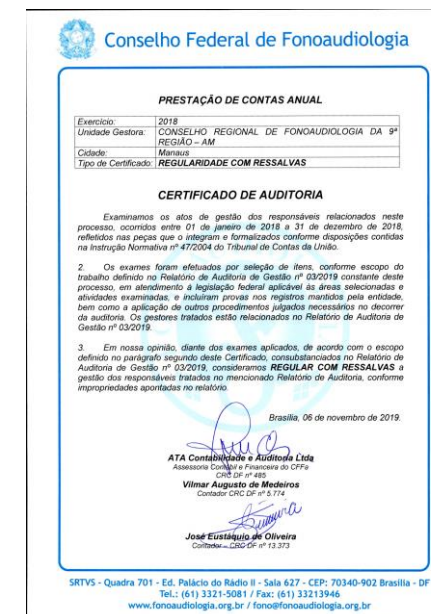 Conselho Federal de Fonoaudiologia
PRESTAÇÃO DE CONTAS ANUAL
Exercício: 2018
Unidade Gestora: CONSELHO REGIONAL DE FONOAUDIOLOGIA DA 9ª
REGIÃO – AM
Cidade: Manaus
Tipo de Certificado: REGULARIDADE COM RESSALVAS
CERTIFICADO DE AUDITORIA
Examinamos os atos de gestão dos responsáveis relacionados neste
processo, ocorridos entre 01 de janeiro de 2018 a 31 de dezembro de 2018,
refletidos nas peças que o integram e formalizados conforme disposições contidas
na Instrução Normativa nº 47/2004 do Tribunal de Contas da União.
2. Os exames foram efetuados por seleção de itens, conforme escopo do
trabalho definido no Relatório de Auditoria de Gestão nº 03/2019 constante deste
processo, em atendimento à legislação federal aplicável às áreas selecionadas e
atividades examinadas, e incluíram provas nos registros mantidos pela entidade,
bem como a aplicação de outros procedimentos julgados necessários no decorrer
da auditoria. Os gestores tratados estão relacionados no Relatório de Auditoria de
Gestão nº 03/2019.
3. Em nossa opinião, diante dos exames aplicados, de acordo com o escopo
definido no parágrafo segundo deste Certificado, consubstanciados no Relatório de
Auditoria de Gestão nº 03/2019, consideramos REGULAR COM RESSALVAS a
gestão dos responsáveis tratados no mencionado Relatório de Auditoria, conforme
impropriedades apontadas no relatório.
Brasília, 06 de novembro de 2019.
ATA Contabilidade e Auditoria Ltda
Assessoria Contábil e Financeira do CFFa
CRC DF nº 485
Vilmar Augusto de Medeiros
Contador CRC DF nº 5.774
José Eustáquio de Oliveira
Contador – CRC DF nº 13.373
SRTVS - Quadra 701 - Ed. Palácio do Rádio II - Sala 627 - CEP: 70340-902 Brasília - DF
Tel.: (61) 3321-5081 / Fax: (61) 33213946
www.fonoaudiologia.org.br / fono@fonoaudiologia.org.br